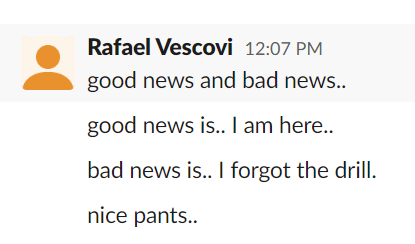 Rafael Vescovi 12:07 PM
good news and bad news..
good news is.. I am here..
bad news is.. I forgot the drill.
nice pants..